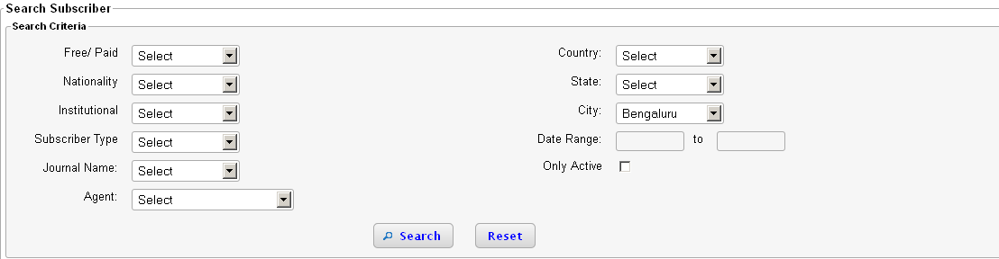 Search Subscriber
Search Criteria
Free/ Paid Select
Nationality Select
Institutional Select
Subscriber Type Select
Journal Name: Select
Agent: Select
Country: Select
State: Select
City: Bengaluru
Date Range: to
Only Active
Search Reset